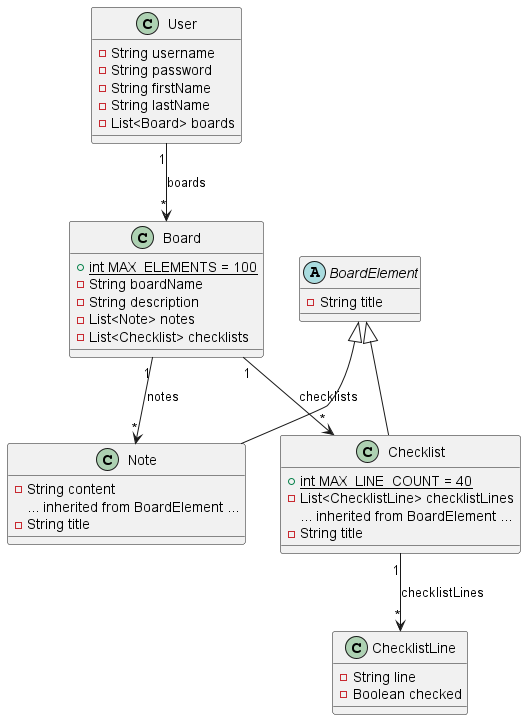 C User
String username
String password
String firstName
String lastName
List<Board> boards
1
boards
*
C Board
int MAX_ELEMENTS = 100
String boardName
String description
List<Note> notes
List<Checklist> checklists
A BoardElement
String title
1
notes
*
1
checklists
*
C Note
String content
... inherited from BoardElement ...
String title
C Checklist
int MAX_LINE_COUNT = 40
List<ChecklistLine> checklistLines
... inherited from BoardElement ...
String title
1
checklistLines
*
C ChecklistLine
String line
Boolean checked